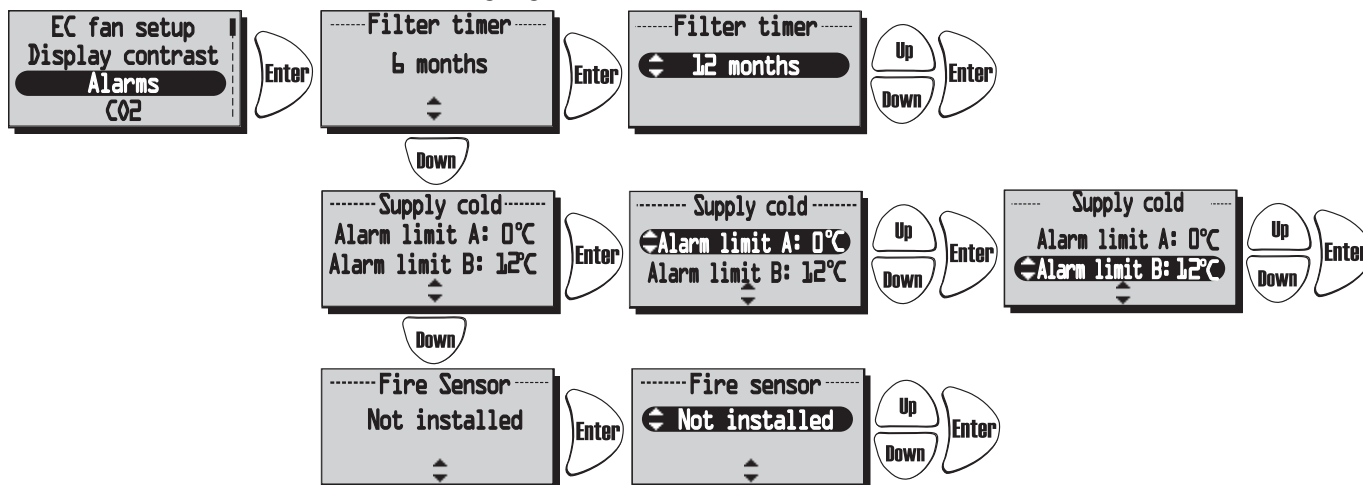 EC fan setup
Display contrast
Alarms
CO2
Enter
Filter timer
6 months
Enter
Filter timer
12 months
Up
Down
Enter
Down
Supply cold
Alarm limit A: 0°C
Alarm limit B: 12°C
Enter
Supply cold
Alarm limit A: 0°C
Alarm limit B: 12°C
Up
Down
Enter
Supply cold
Alarm limit A: 0°C
Alarm limit B: 12°C
Up
Down
Enter
Down
Fire Sensor
Not installed
Enter
Fire sensor
Not installed
Up
Down
Enter